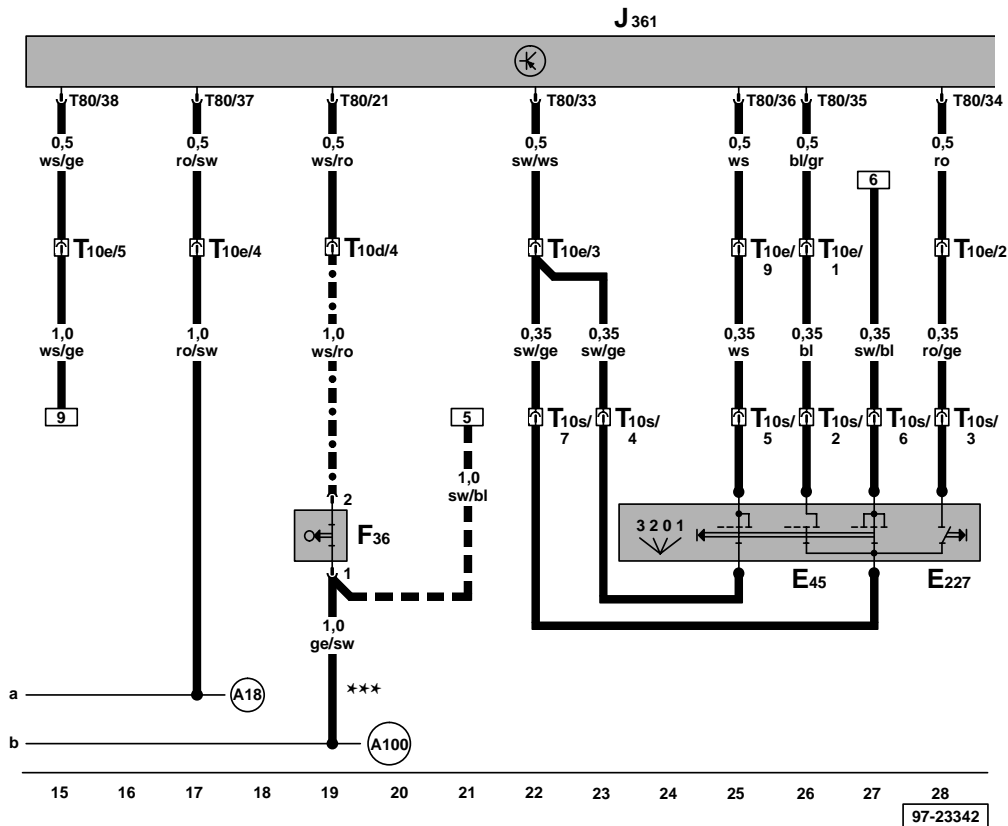 J361
T80/38 T80/37 T80/21 T80/33 T80/36 T80/35 T80/34
0,5 0,5 0,5 0,5 0,5 0,5 0,5
ws/ge ro/sw ws/ro sw/ws ws bl/gr ro
6
T10e/5 T10e/4 T10d/4 T10e/3 T10e/9 T10e/1 T10e/2
1,0 1,0 1,0 0,35 0,35 0,35 0,35 0,35 0,35
ws/ge ro/sw ws/ro sw/ge sw/ge ws bl sw/bl ro/ge
9 5 T10s/7 T10s/4 T10s/5 T10s/2 T10s/6 T10s/3
1,0
sw/bl
2
F36 3 2 0 1
1 E45 E227
1,0
ge/sw
a A18 ★★★
b A100
15 16 17 18 19 20 21 22 23 24 25 26 27 28
97-23342